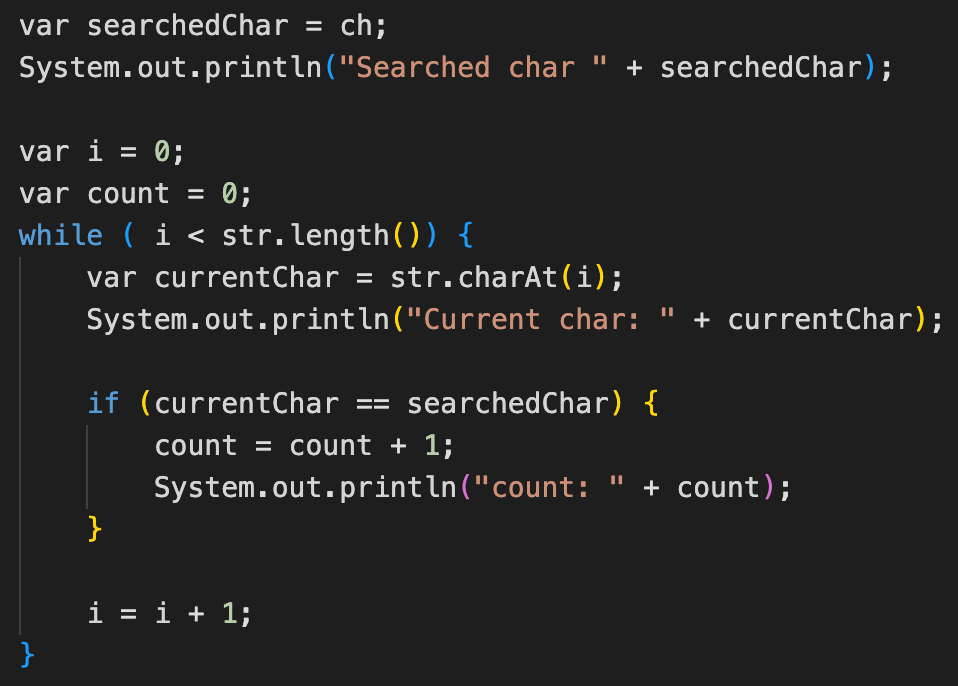 var searchedChar = ch;
System.out.println("Searched char " + searchedChar);

var i = 0;
var count = 0;
while ( i < str.length()) {
    var currentChar = str.charAt(i);
    System.out.println("Current char: " + currentChar);

    if (currentChar == searchedChar) {
        count = count + 1;
        System.out.println("count: " + count);
    }

    i = i + 1;
}